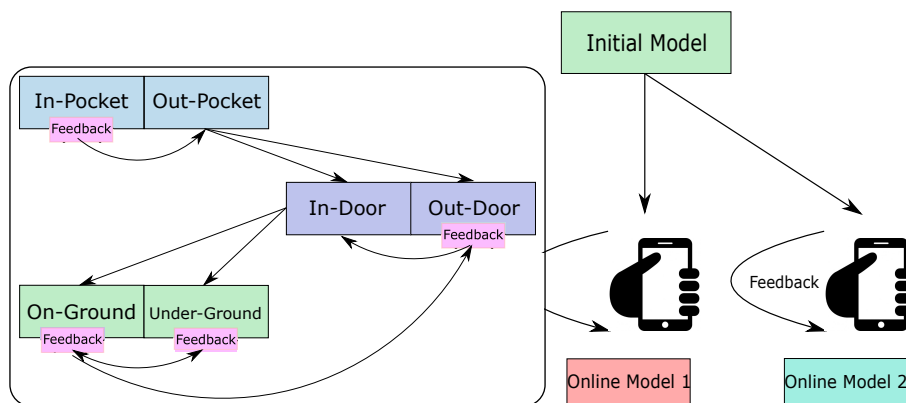 Initial Model
In-Pocket
Out-Pocket
Feedback
In-Door
Out-Door
Feedback
On-Ground
Under-Ground
Feedback
Feedback
Feedback
Online Model 1
Online Model 2